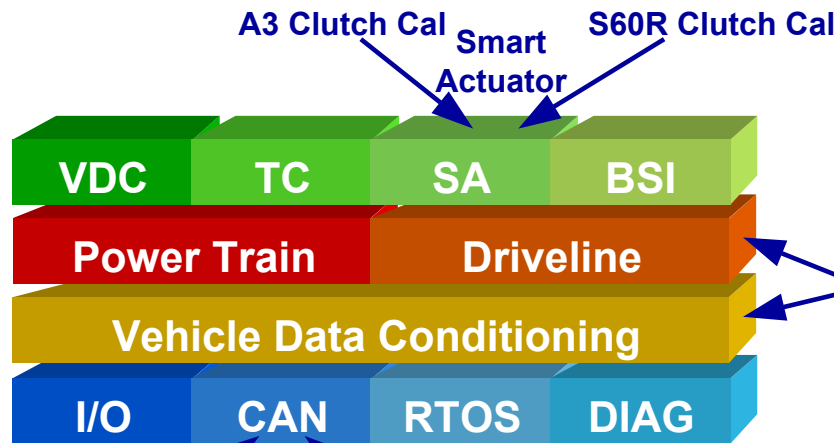 A3 Clutch Cal
Smart
Actuator
S60R Clutch Cal
VDC TC SA BSI
Power Train Driveline
Vehicle Data Conditioning
I/O CAN RTOS DIAG